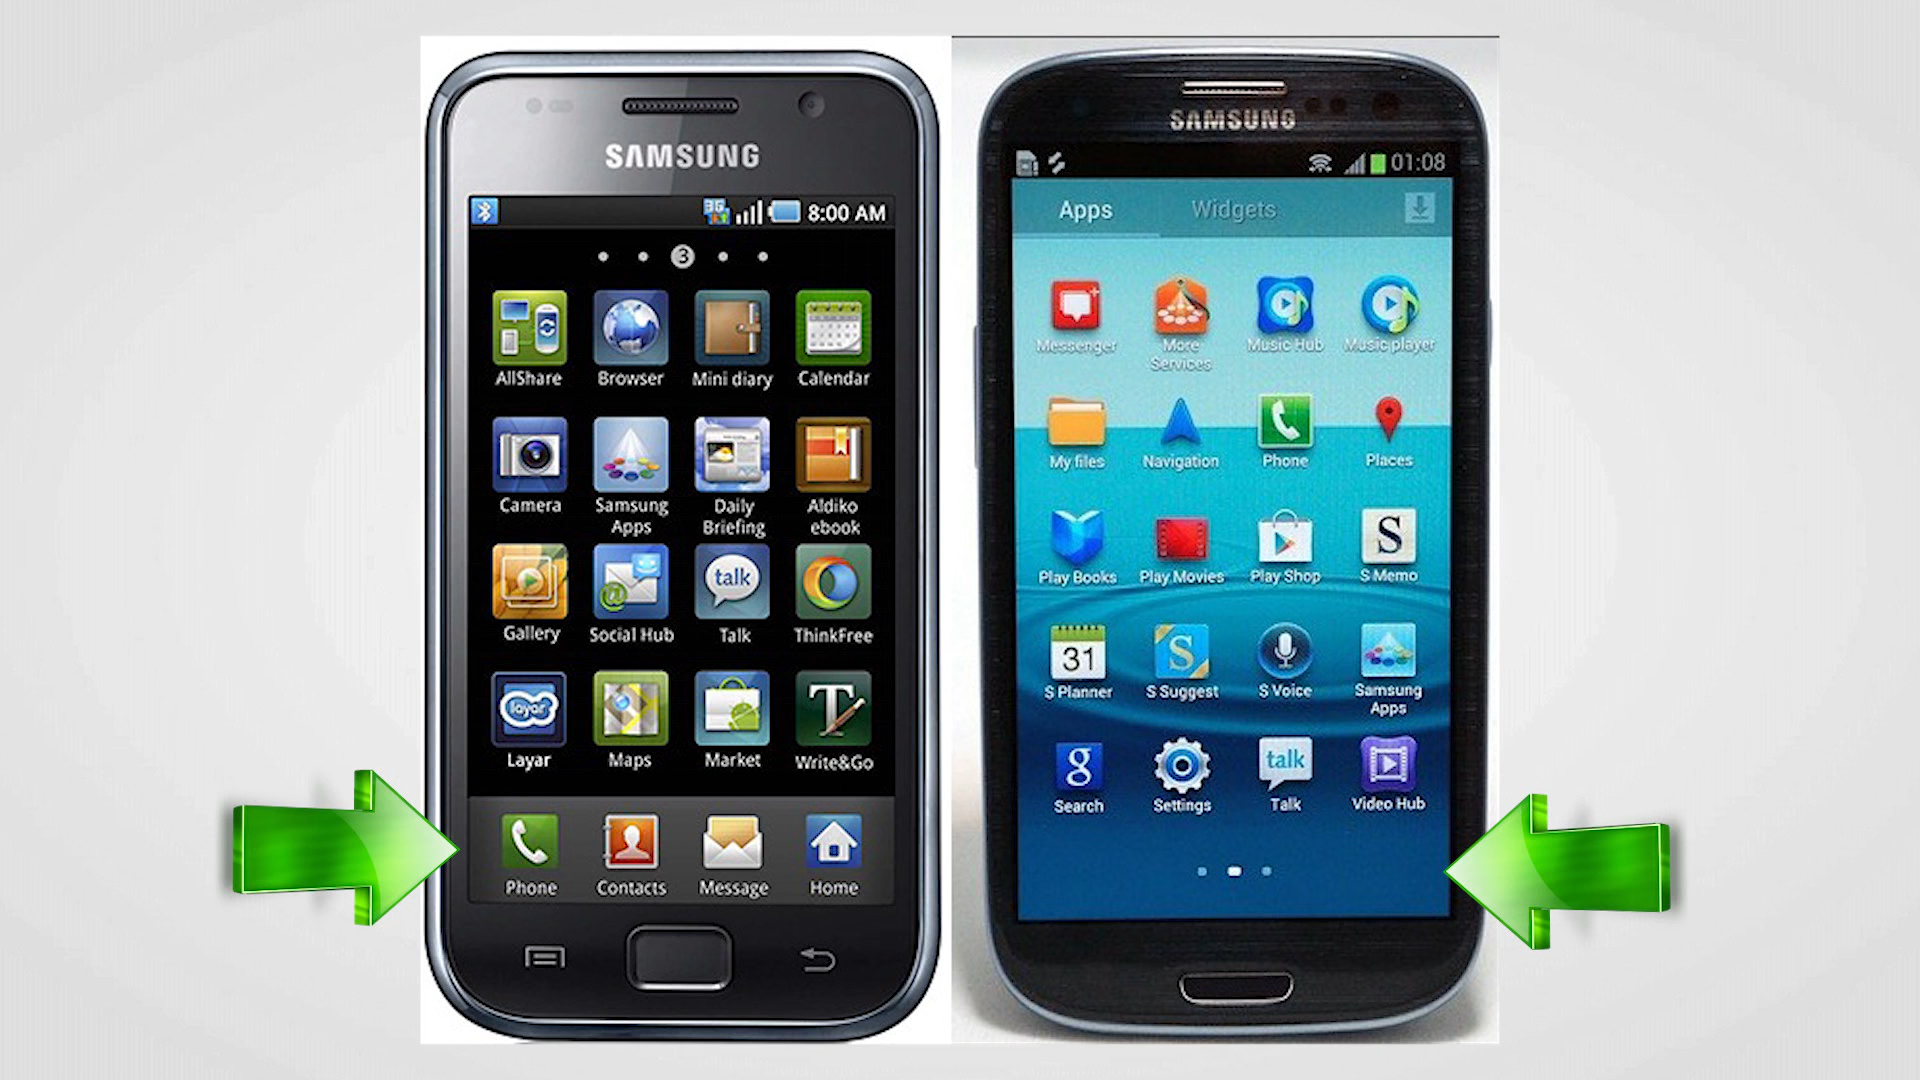 SAMSUNG
3G
8:00 AM
3
AllShare Browser Mini diary Calendar
Camera Samsung Apps Daily Briefing Aldiko ebook
talk
Gallery Social Hub Talk ThinkFree
layar
Layar Maps Market Write&Go
Phone Contacts Message Home
SAMSUNG
01:08
Apps Widgets
Messenger More Services Music Hub Music player
My files Navigation Phone Places
S
Play Books Play Movies Play Shop S Memo
31 S
S Planner S Suggest S Voice Samsung Apps
g talk
Search Settings Talk Video Hub